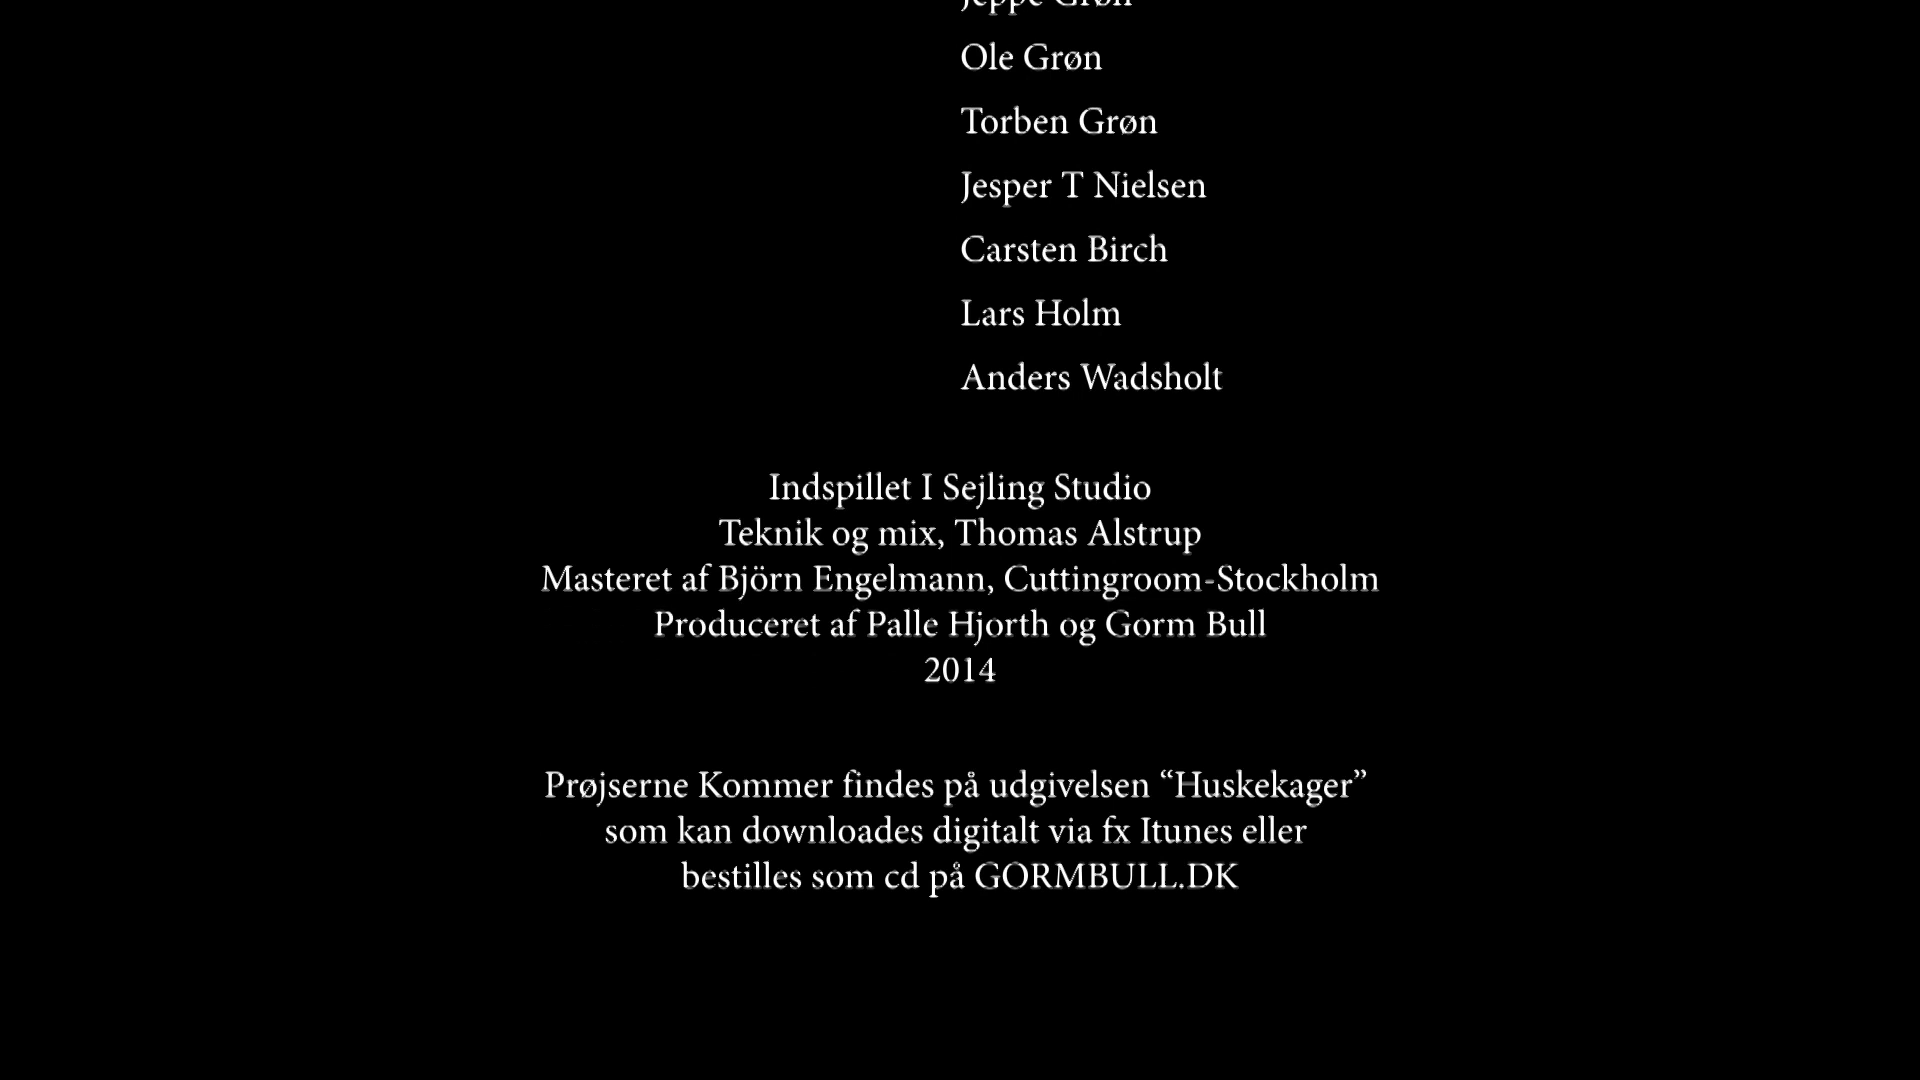 Jeppe Grøn
Ole Grøn
Torben Grøn
Jesper T Nielsen
Carsten Birch
Lars Holm
Anders Wadsholt
Indspillet I Sejling Studio
Teknik og mix, Thomas Alstrup
Masteret af Björn Engelmann, Cuttingroom-Stockholm
Produceret af Palle Hjorth og Gorm Bull
2014
Prøjserne Kommer findes på udgivelsen “Huskekager”
som kan downloades digitalt via fx Itunes eller
bestilles som cd på GORMBULL.DK